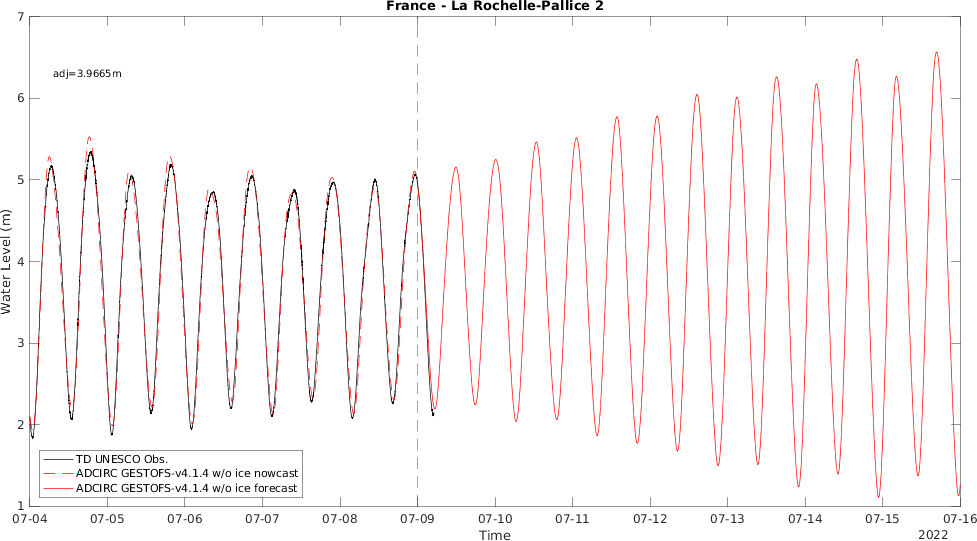 France - La Rochelle-Pallice 2
7
6
5
4
3
2
1
Water Level (m)
adj=3.9665m
TD UNESCO Obs.
ADCIRC GESTOFS-v4.1.4 w/o ice nowcast
ADCIRC GESTOFS-v4.1.4 w/o ice forecast
07-04 07-05 07-06 07-07 07-08 07-09 07-10 07-11 07-12 07-13 07-14 07-15 07-16
Time
2022